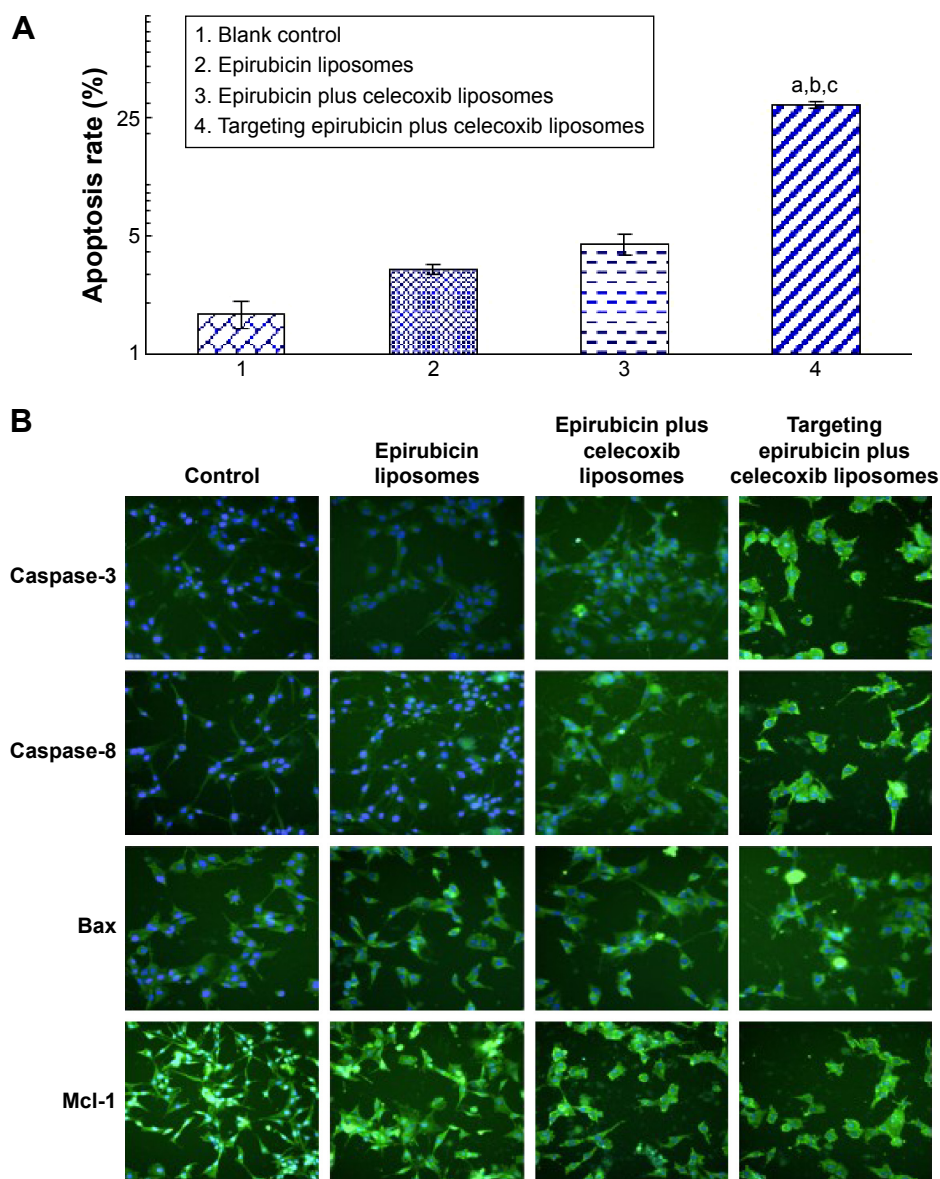 A
Apoptosis rate (%)
1. Blank control
2. Epirubicin liposomes
3. Epirubicin plus celecoxib liposomes
4. Targeting epirubicin plus celecoxib liposomes
a,b,c
25
5
1
1 2 3 4
B
Control
Epirubicin
liposomes
Epirubicin plus
celecoxib
liposomes
Targeting
epirubicin plus
celecoxib liposomes
Caspase-3
Caspase-8
Bax
Mcl-1